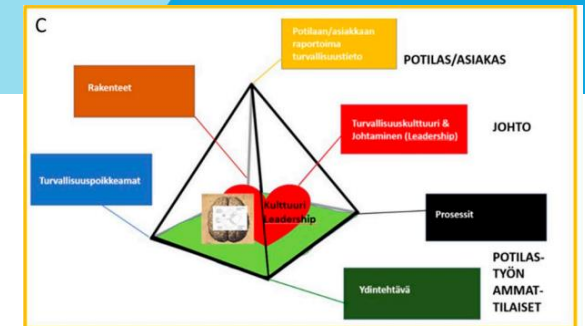 C
Potilaan/asiakkaan
raportoima
turvallisuustieto
POTILAS/ASIAKAS
Rakenteet
Turvallisuuskulttuuri &
Johtaminen (Leadership)
JOHTO
Turvallisuuspoikkeamat
Kulttuuri
Leadership
Prosessit
POTILAS-
TYÖN
AMMAT-
TILAISET
Ydintehtävä